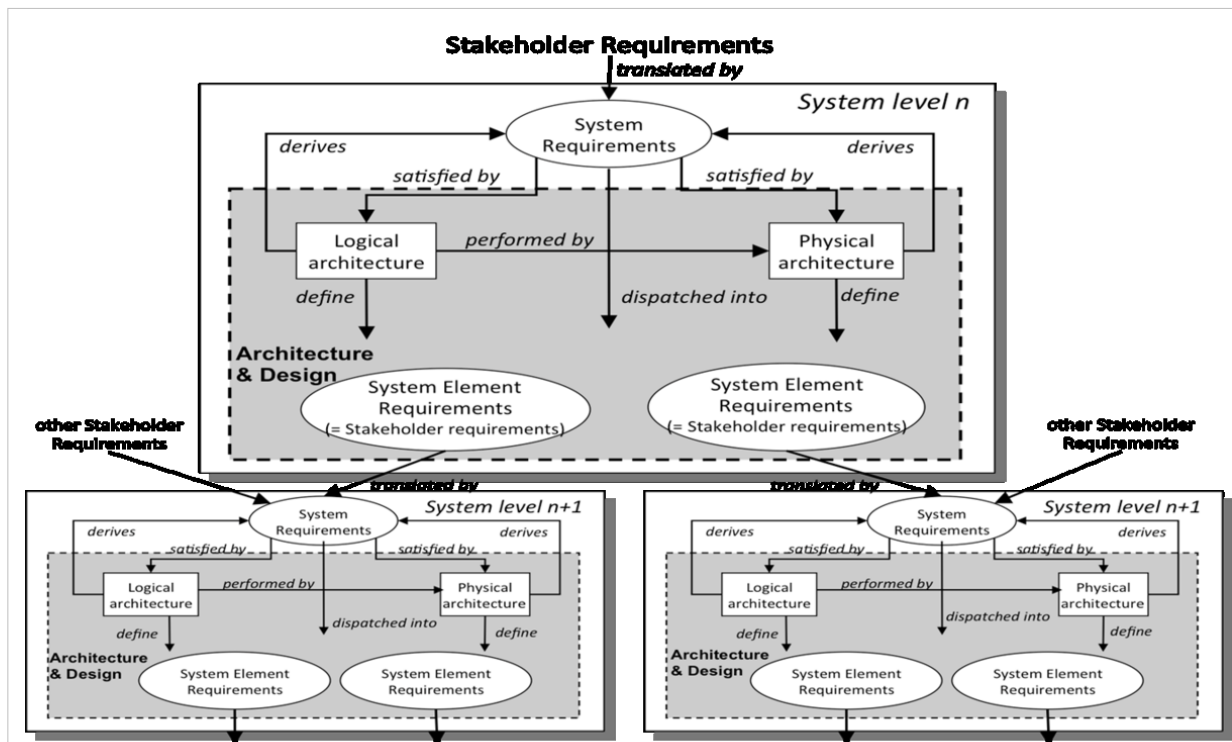 Stakeholder Requirements
translated by
System level n
System
Requirements
derives
derives
satisfied by
satisfied by
Logical
architecture
performed by
Physical
architecture
define
dispatched into
define
Architecture
& Design
System Element
Requirements
(= Stakeholder requirements)
System Element
Requirements
(= Stakeholder requirements)
other Stakeholder
Requirements
other Stakeholder
Requirements
translated by
translated by
System level n+1
System
Requirements
derives
derives
satisfied by
satisfied by
Logical
architecture
performed by
Physical
architecture
define
dispatched into
define
Architecture
& Design
System Element
Requirements
System Element
Requirements
System level n+1
System
Requirements
derives
derives
satisfied by
satisfied by
Logical
architecture
performed by
Physical
architecture
define
dispatched into
define
Architecture
& Design
System Element
Requirements
System Element
Requirements